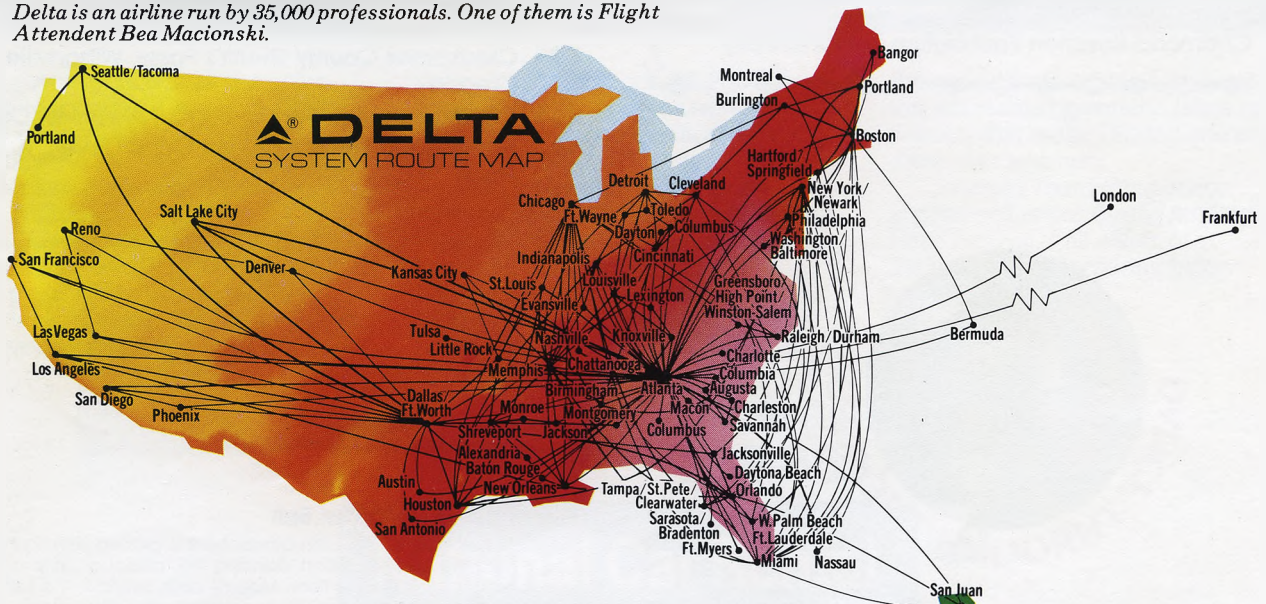 Delta is an airline run by 35,000 professionals. One of them is Flight
Attendent Bea Macionski.
Seattle/Tacoma
Portland
DELTA
®
SYSTEM ROUTE MAP
Bangor
Montreal
Portland
Burlington
Boston
Hartford/
Springfield
Detroit
Cleveland
New York/
Newark
London
Chicago
Ft.Wayne
Toledo
Philadelphia
Frankfurt
Salt Lake City
Reno
Dayton
Columbus
Washington/
Baltimore
San Francisco
Denver
Kansas City
Indianapolis
Cincinnati
St.Louis
Louisville
Greensboro/
High Point/
Winston-Salem
Evansville
Lexington
Las Vegas
Tulsa
Little Rock
Nashville
Knoxville
Raleigh/Durham
Bermuda
Los Angeles
Memphis
Chattanooga
Charlotte
Columbia
San Diego
Phoenix
Dallas/
Ft.Worth
Birmingham
Atlanta
Augusta
Monroe
Montgomery
Macon
Charleston
Shreveport
Jackson
Columbus
Savannah
Alexandria
Baton Rouge
Jacksonville
Austin
New Orleans
Daytona Beach
Houston
Tampa/St.Pete/
Clearwater
Orlando
San Antonio
Sarasota/
Bradenton
W.Palm Beach
Ft.Lauderdale
Ft.Myers
Miami
Nassau
San Juan